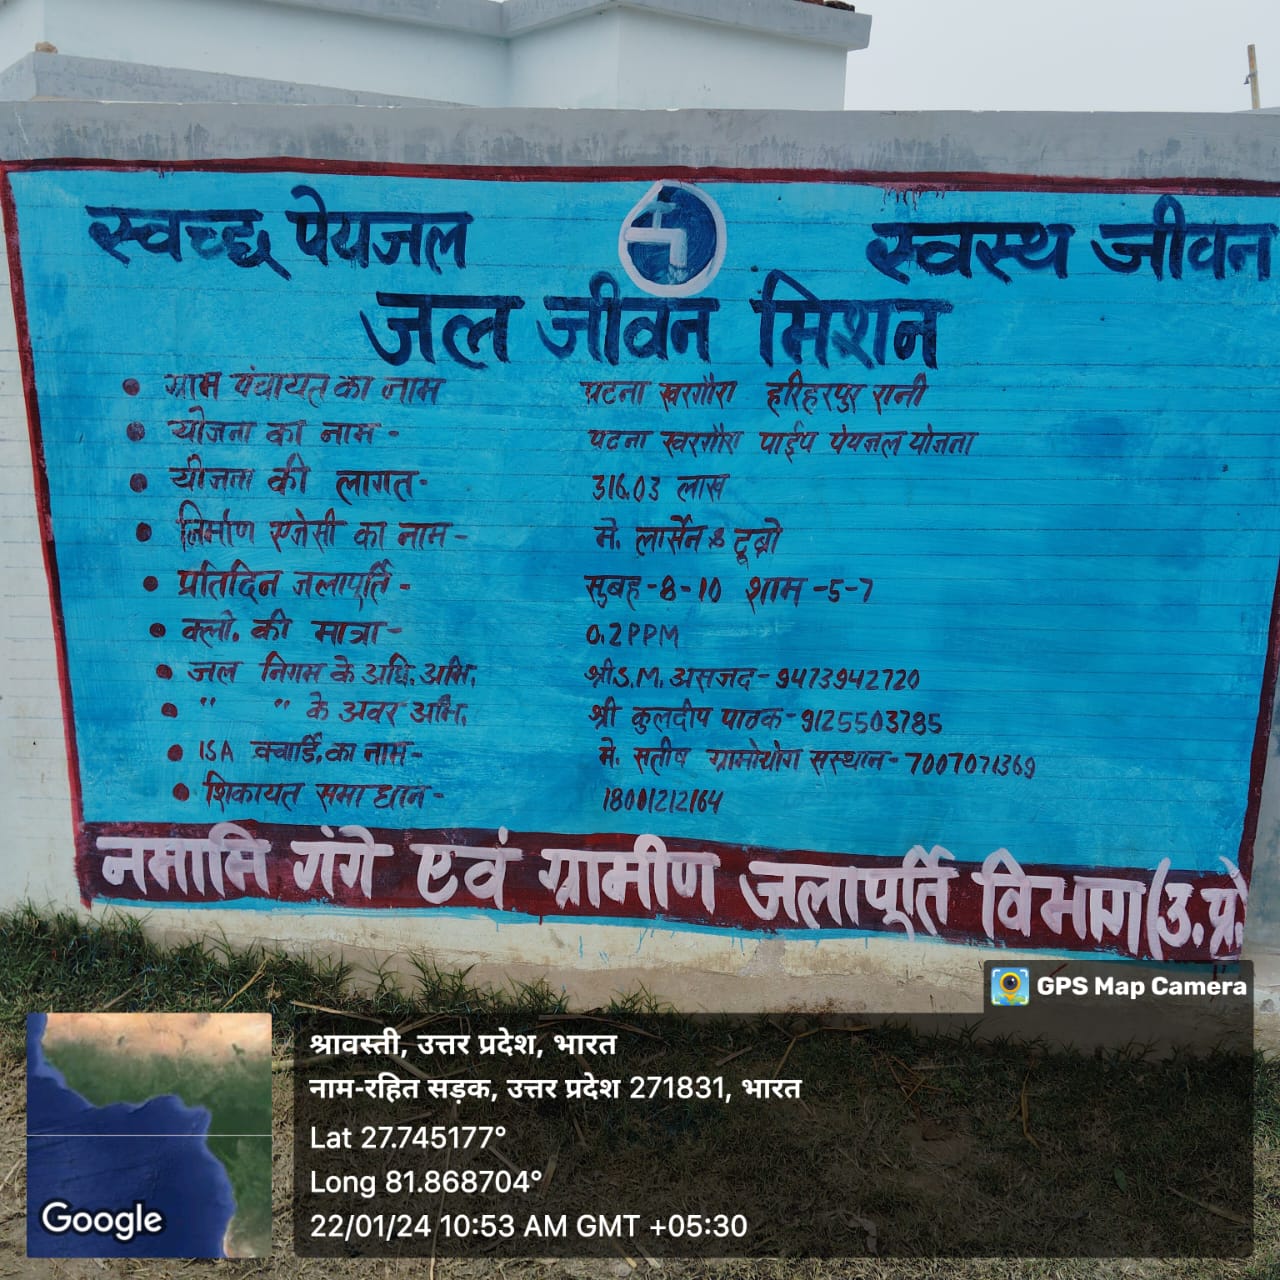 स्वच्छ पेयजल स्वस्थ जीवन
जल जीवन मिशन
• ग्राम पंचायत का नाम पटना खरगौरा हरिहरपुर रानी
• योजना का नाम - पटना खरगौरा पाईप पेयजल योजना
• योजना की लागत - 316.03 लाख
• निर्माण एजेसी का नाम - मे. लार्सेन & टूब्रो
• प्रतिदिन जलापूर्ति - सुबह - 8 - 10 शाम - 5 - 7
• क्लो. की मात्रा - 0.2 PPM
• जल निगम के अधि. अभि. श्री S.M. असजद - 9473942720
• " " के अवर अभि. श्री कुलदीप पाठक - 9125503785
• ISA क्वार्डि. का नाम - मे. सतीष ग्रामोद्योग संस्थान - 7007071369
• शिकायत समाधान - 18001212164
नमामि गंगे एवं ग्रामीण जलापूर्ति विभाग (उ.प्र.)
GPS Map Camera
श्रावस्ती, उत्तर प्रदेश, भारत
नाम-रहित सड़क, उत्तर प्रदेश 271831, भारत
Lat 27.745177°
Long 81.868704°
22/01/24 10:53 AM GMT +05:30
Google